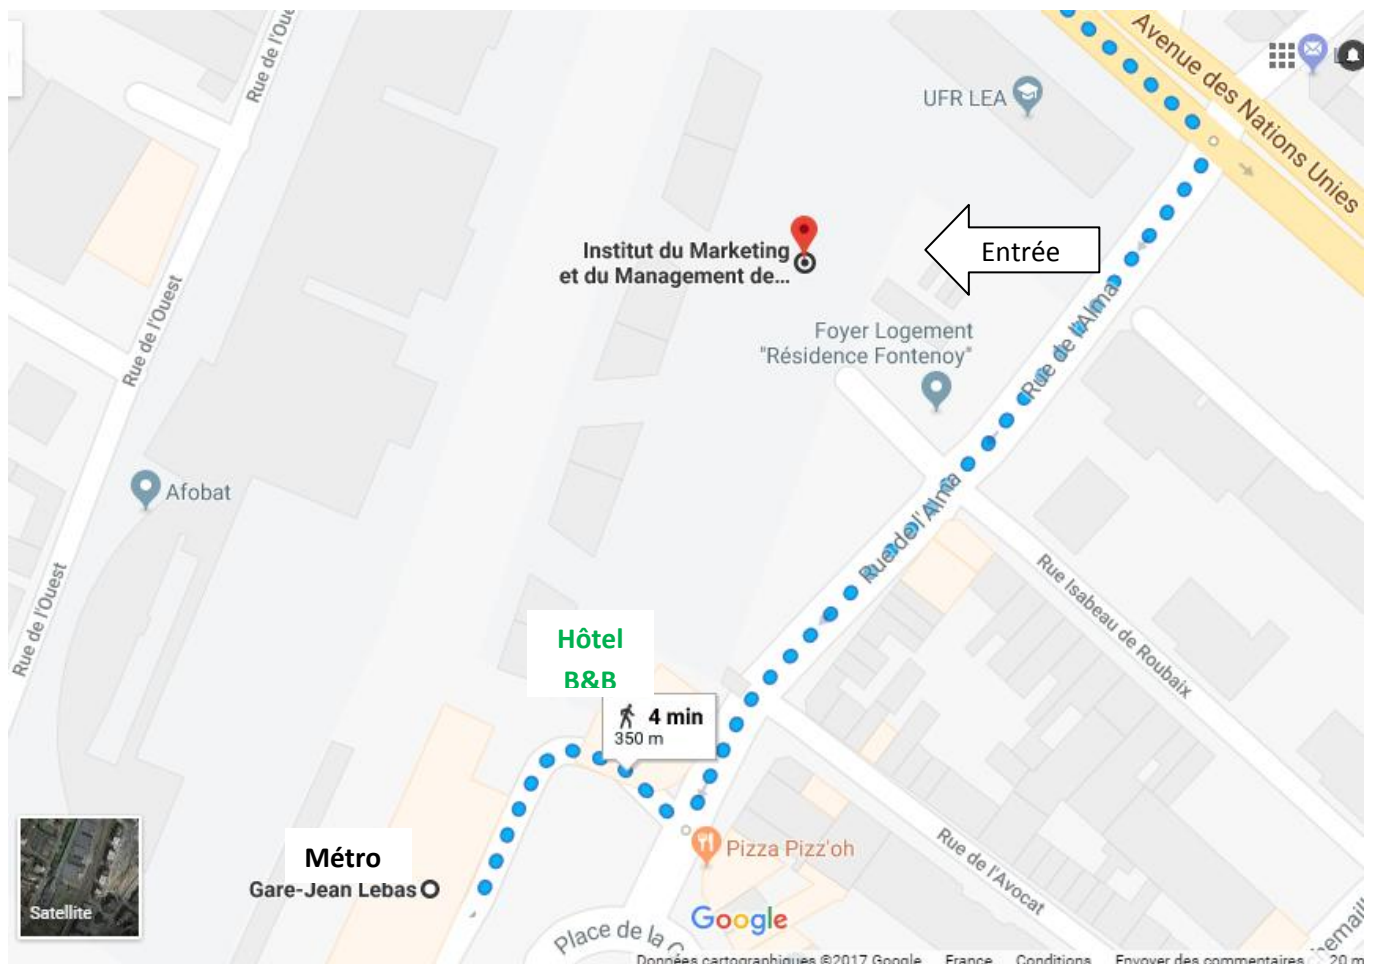 Rue de l'Oue
Avenue des Nations Unies
UFR LEA
Institut du Marketing
et du Management de...
Entrée
Rue de l'Ouest
Rue de l'Alma
Foyer Logement
"Résidence Fontenoy"
Afobat
Rue de l'Alma
Rue de l'Ouest
Rue Isabeau de Roubaix
Hôtel
B&B
4 min
350 m
Métro
Gare-Jean Lebas
Pizza Pizz'oh
Rue de l'Avocat
Satellite
Google
Place de la G
hemaill
Données cartographiques ©2017 Google France Conditions Envoyer des commentaires 20 m